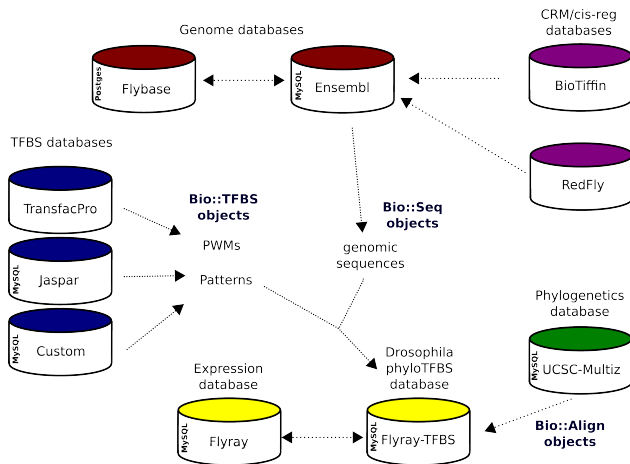 CRM/cis-reg
databases
Genome databases
Postges
Flybase
MySQL
Ensembl
BioTiffin
TFBS databases
RedFly
TransfacPro
Bio::TFBS
objects
Bio::Seq
objects
PWMs
genomic
sequences
MySQL
Jaspar
Patterns
Phylogenetics
database
MySQL
Custom
Expression
database
Drosophila
phyloTFBS
database
MySQL
UCSC-Multiz
MySQL
Flyray
MySQL
Flyray-TFBS
Bio::Align
objects